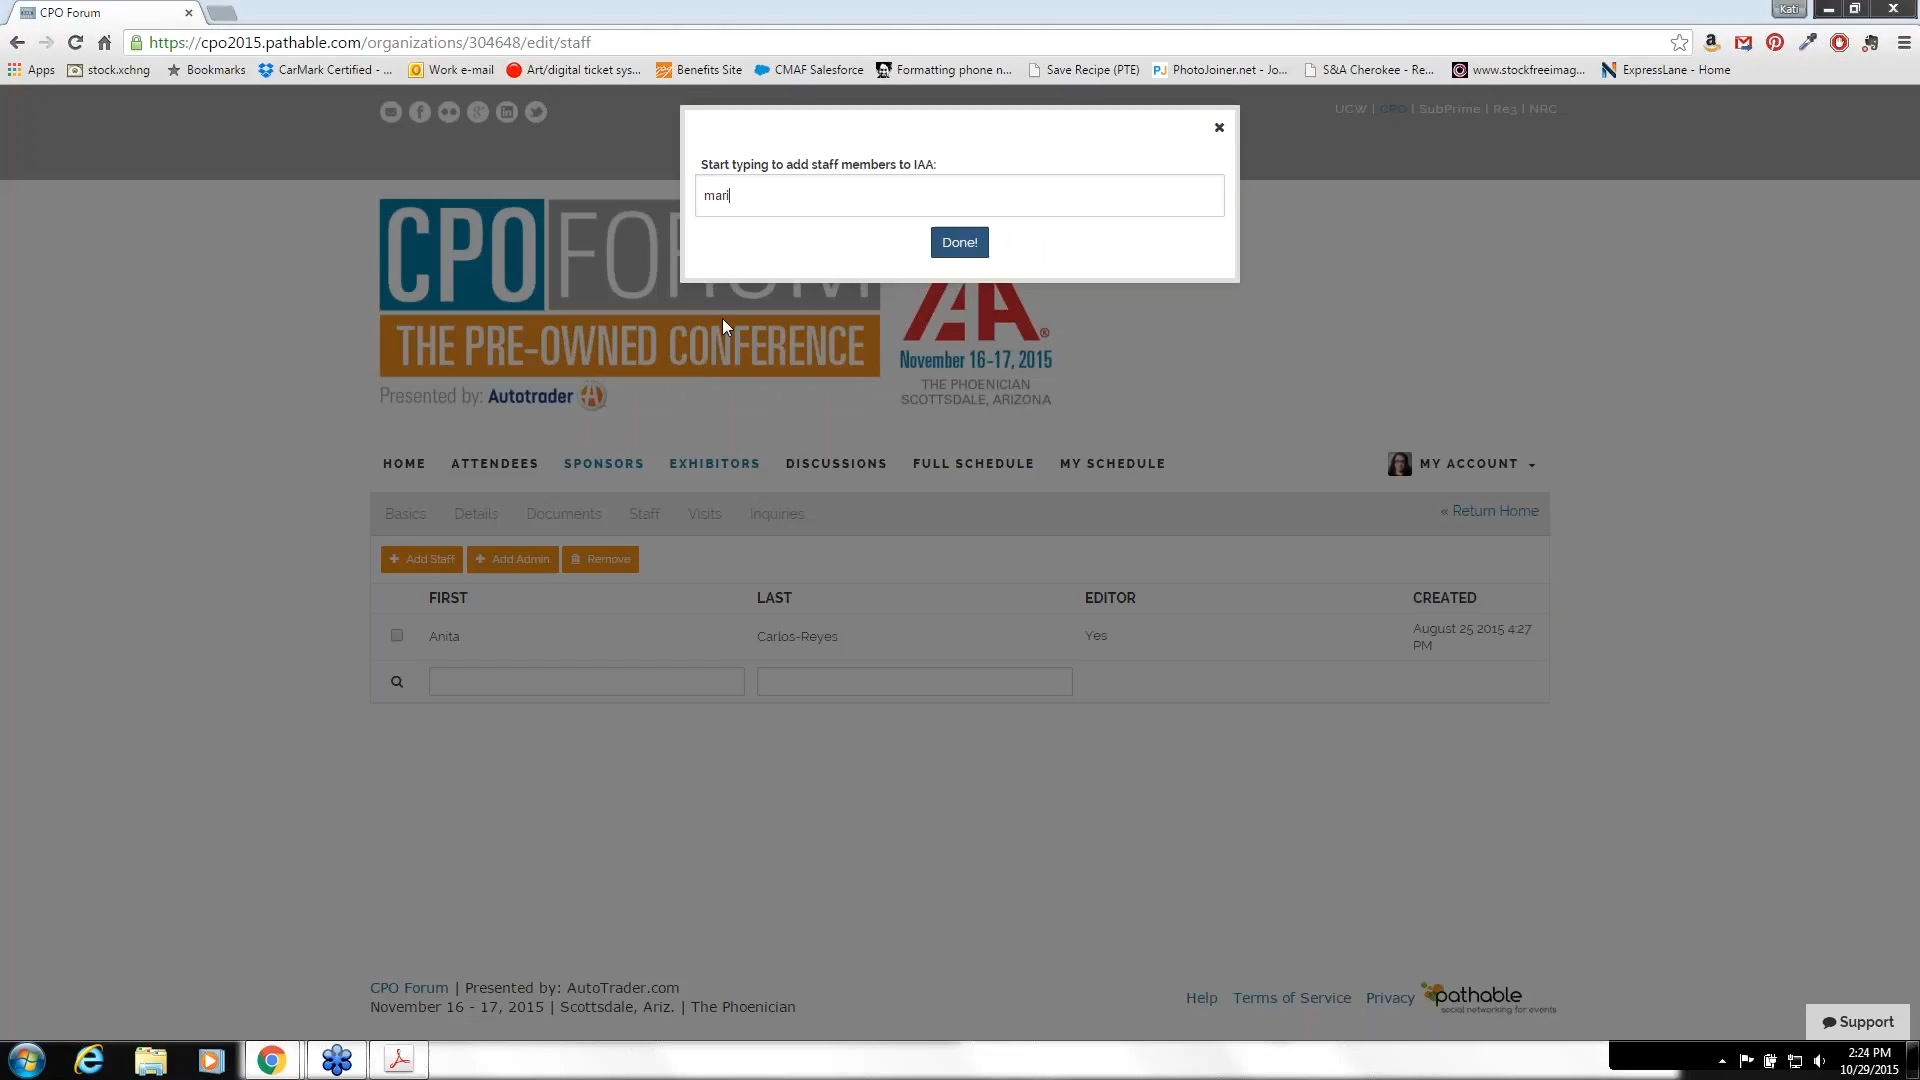 CPO Forum
Kati
https://cpo2015.pathable.com/organizations/304648/edit/staff
Apps stock.xchng Bookmarks CarMark Certified - ... Work e-mail Art/digital ticket sys... Benefits Site CMAF Salesforce Formatting phone n... Save Recipe (PTE) PJ PhotoJoiner.net - Jo... S&A Cherokee - Re... www.stockfreeimag... ExpressLane - Home
UCW | CPO | SubPrime | Re3 | NRC
Start typing to add staff members to IAA:
mari
Done!
CPO
THE PRE-OWNED CONFERENCE
Presented by: Autotrader
November 16-17, 2015
THE PHOENICIAN
SCOTTSDALE, ARIZONA
HOME ATTENDEES SPONSORS EXHIBITORS DISCUSSIONS FULL SCHEDULE MY SCHEDULE MY ACCOUNT
Basics Details Documents Staff Visits Inquiries « Return Home
+ Add Staff + Add Admin Remove
FIRST LAST EDITOR CREATED
Anita Carlos-Reyes Yes August 25 2015 4:27
PM
CPO Forum | Presented by: AutoTrader.com
November 16 - 17, 2015 | Scottsdale, Ariz. | The Phoenician
Help Terms of Service Privacy pathable
social networking for events
Support
2:24 PM
10/29/2015